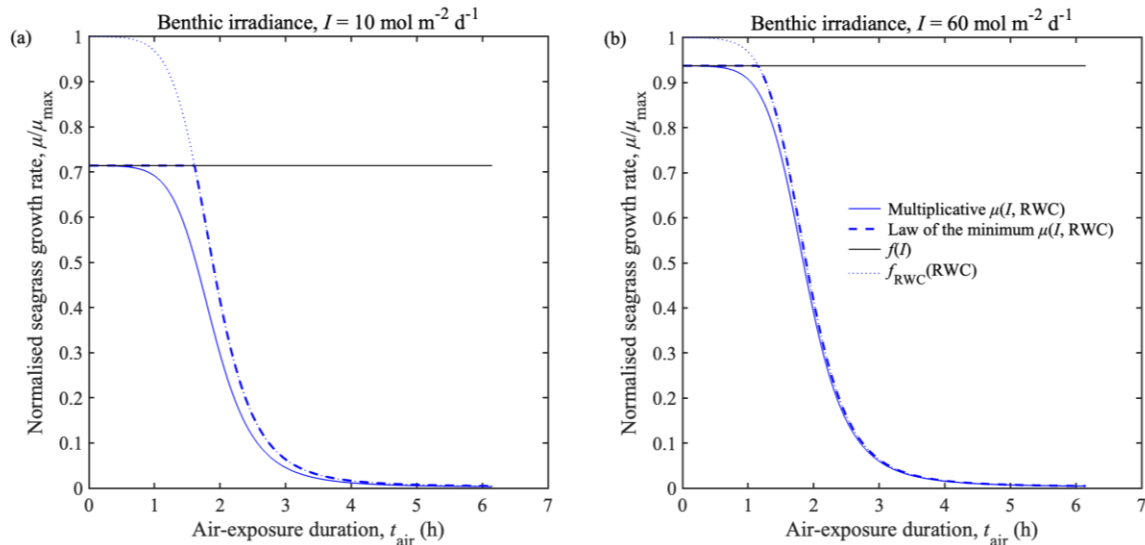 Benthic irradiance, I = 10 mol m⁻² d⁻¹
(a)
Normalised seagrass growth rate, μ/μmax
1
0.9
0.8
0.7
0.6
0.5
0.4
0.3
0.2
0.1
0
0 1 2 3 4 5 6 7
Air-exposure duration, tair (h)
Benthic irradiance, I = 60 mol m⁻² d⁻¹
(b)
Normalised seagrass growth rate, μ/μmax
1
0.9
0.8
0.7
0.6
0.5
0.4
0.3
0.2
0.1
0
Multiplicative μ(I, RWC)
Law of the minimum μ(I, RWC)
f(I)
fRWC(RWC)
0 1 2 3 4 5 6 7
Air-exposure duration, tair (h)